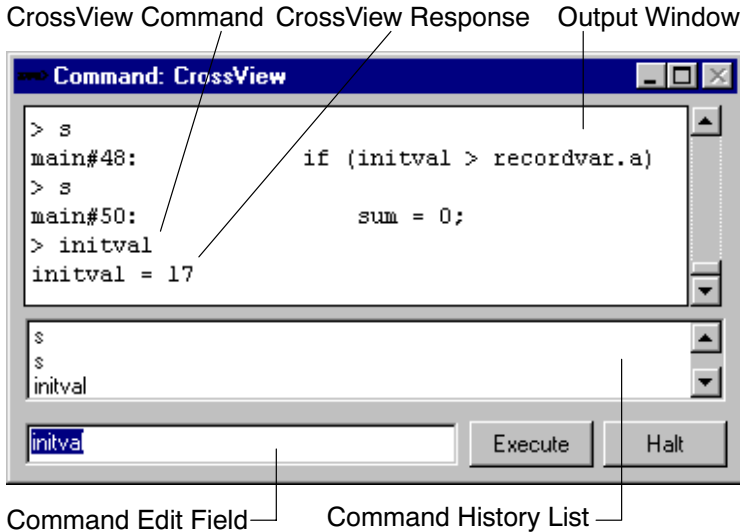 CrossView Command CrossView Response Output Window
Command: CrossView
> s
main#48: if (initval > recordvar.a)
> s
main#50: sum = 0;
> initval
initval = 17
s
s
initval
initval Execute Halt
Command Edit Field Command History List